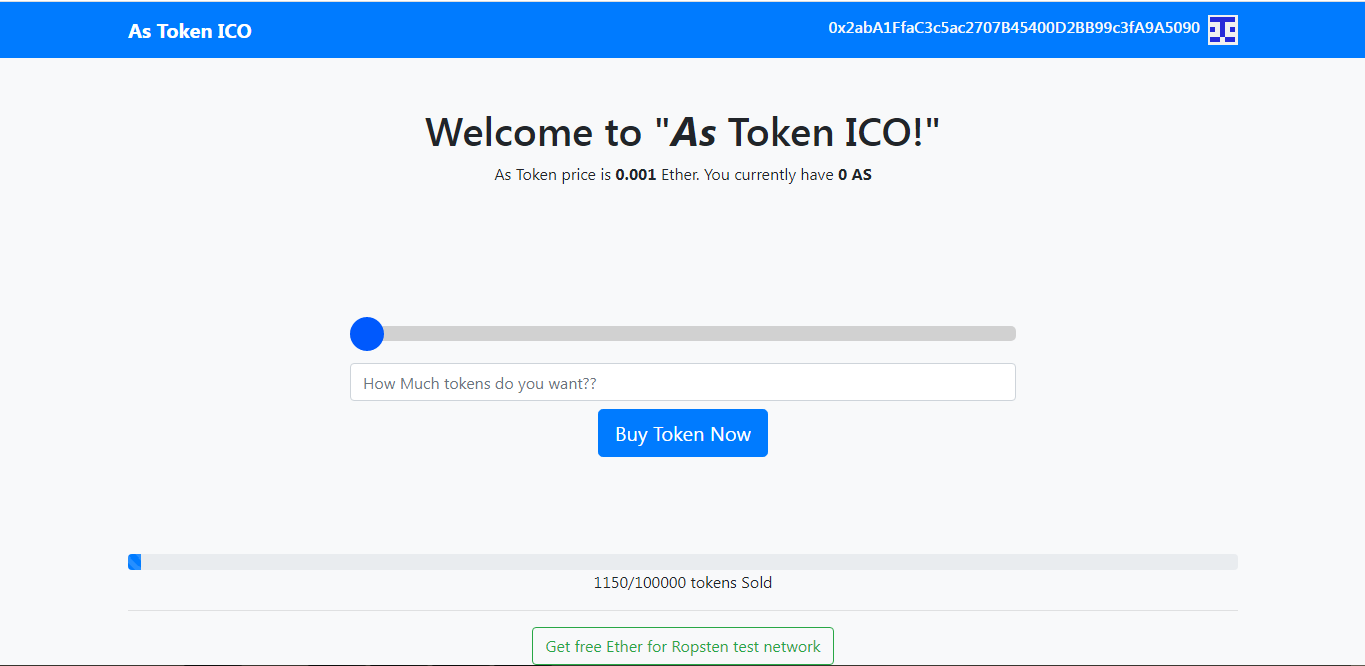 As Token ICO
0x2abA1FfaC3c5ac2707B45400D2BB99c3fA9A5090
Welcome to "As Token ICO!"
As Token price is 0.001 Ether. You currently have 0 AS
How Much tokens do you want??
Buy Token Now
1150/100000 tokens Sold
Get free Ether for Ropsten test network